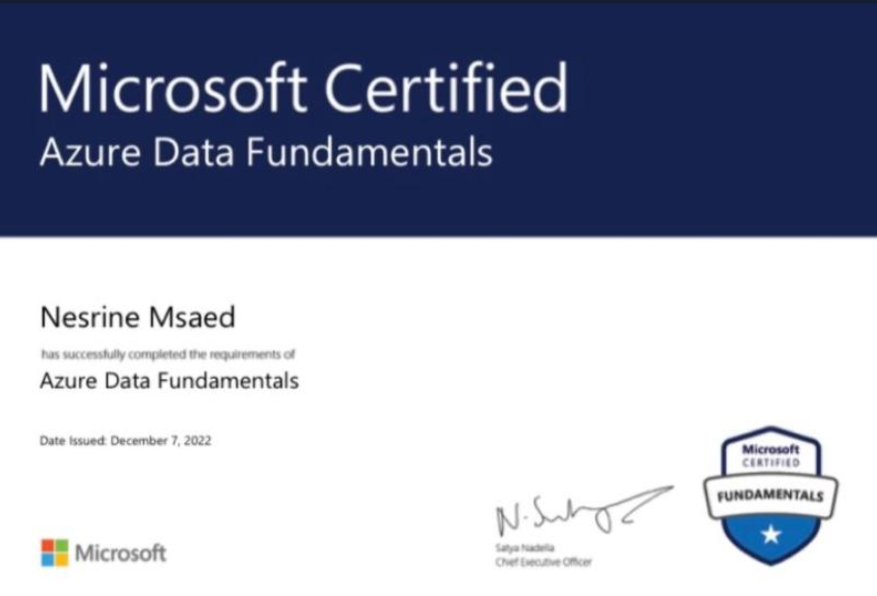 Microsoft Certified
Azure Data Fundamentals
Nesrine Msaed
has successfully completed the requirements of
Azure Data Fundamentals
Date Issued: December 7, 2022
Microsoft
CERTIFIED
FUNDAMENTALS
N. Satya
Satya Nadella
Chief Executive Officer
Microsoft